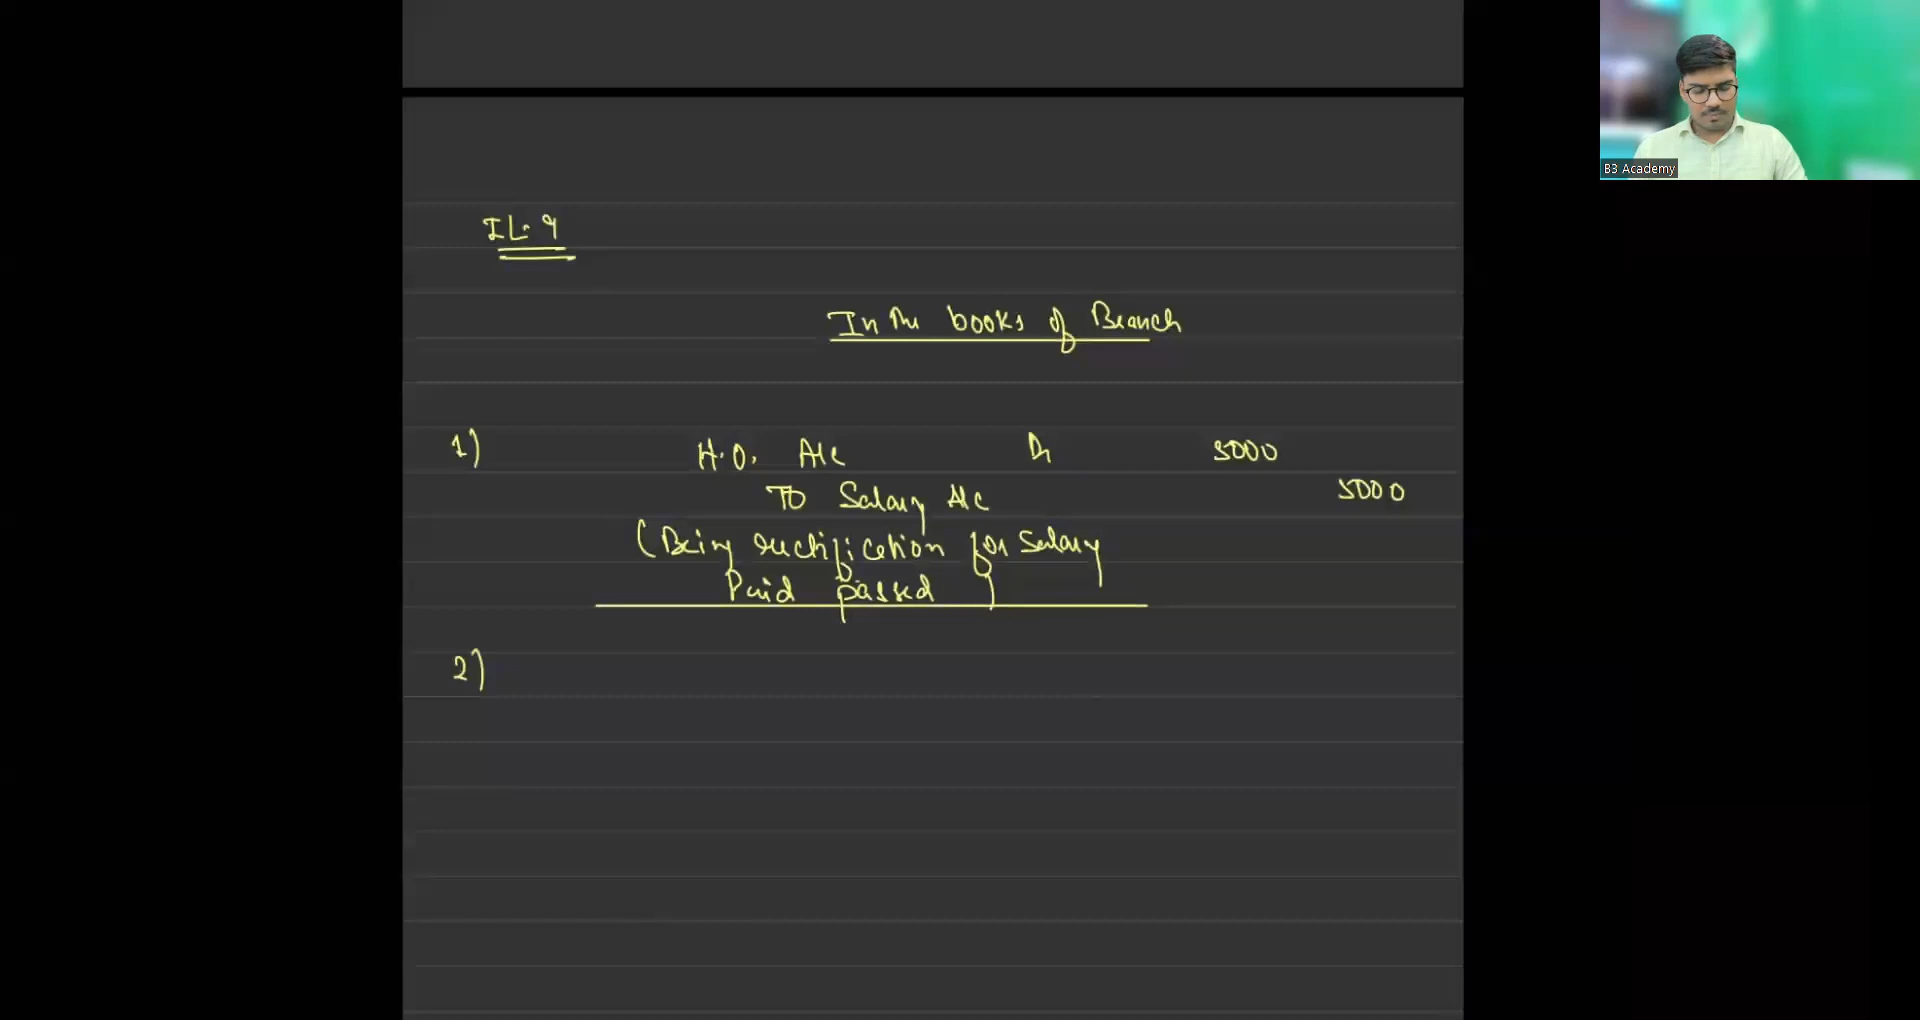 B3 Academy
IL. 9
In the books of Branch
1) H.O. A/c Dr 5000
To Salary A/c 5000
(Being rectification for Salary
Paid passed)
2)